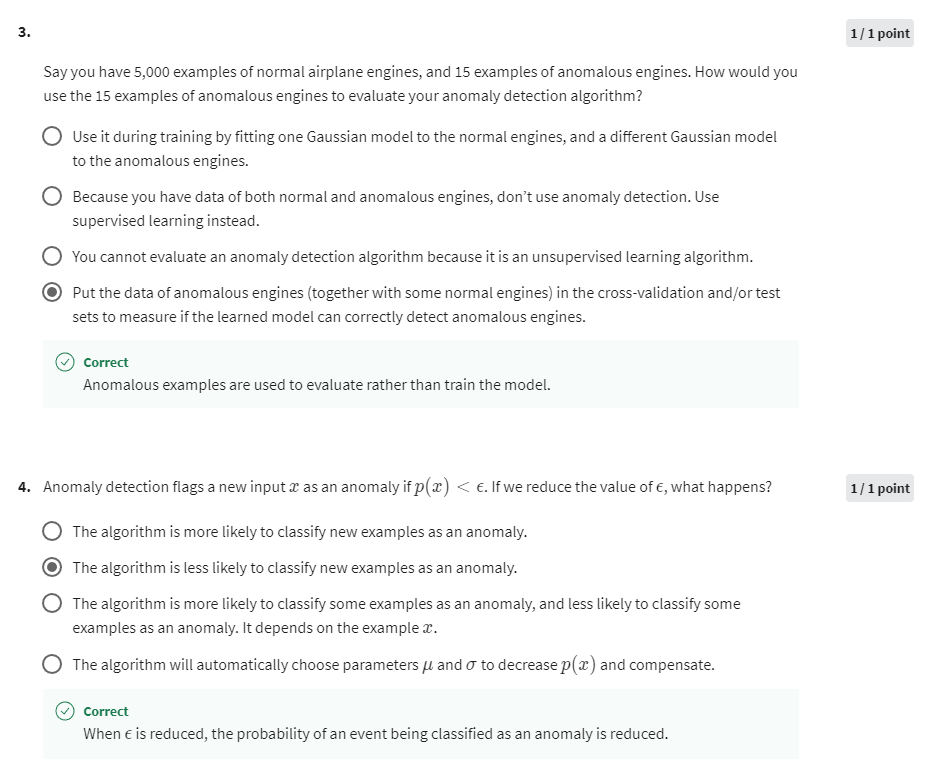 3.
1 / 1 point
Say you have 5,000 examples of normal airplane engines, and 15 examples of anomalous engines. How would you
use the 15 examples of anomalous engines to evaluate your anomaly detection algorithm?
Use it during training by fitting one Gaussian model to the normal engines, and a different Gaussian model
to the anomalous engines.
Because you have data of both normal and anomalous engines, don’t use anomaly detection. Use
supervised learning instead.
You cannot evaluate an anomaly detection algorithm because it is an unsupervised learning algorithm.
Put the data of anomalous engines (together with some normal engines) in the cross-validation and/or test
sets to measure if the learned model can correctly detect anomalous engines.
Correct
Anomalous examples are used to evaluate rather than train the model.
4. Anomaly detection flags a new input x as an anomaly if p(x) < ϵ. If we reduce the value of ϵ, what happens?
1 / 1 point
The algorithm is more likely to classify new examples as an anomaly.
The algorithm is less likely to classify new examples as an anomaly.
The algorithm is more likely to classify some examples as an anomaly, and less likely to classify some
examples as an anomaly. It depends on the example x.
The algorithm will automatically choose parameters μ and σ to decrease p(x) and compensate.
Correct
When ϵ is reduced, the probability of an event being classified as an anomaly is reduced.